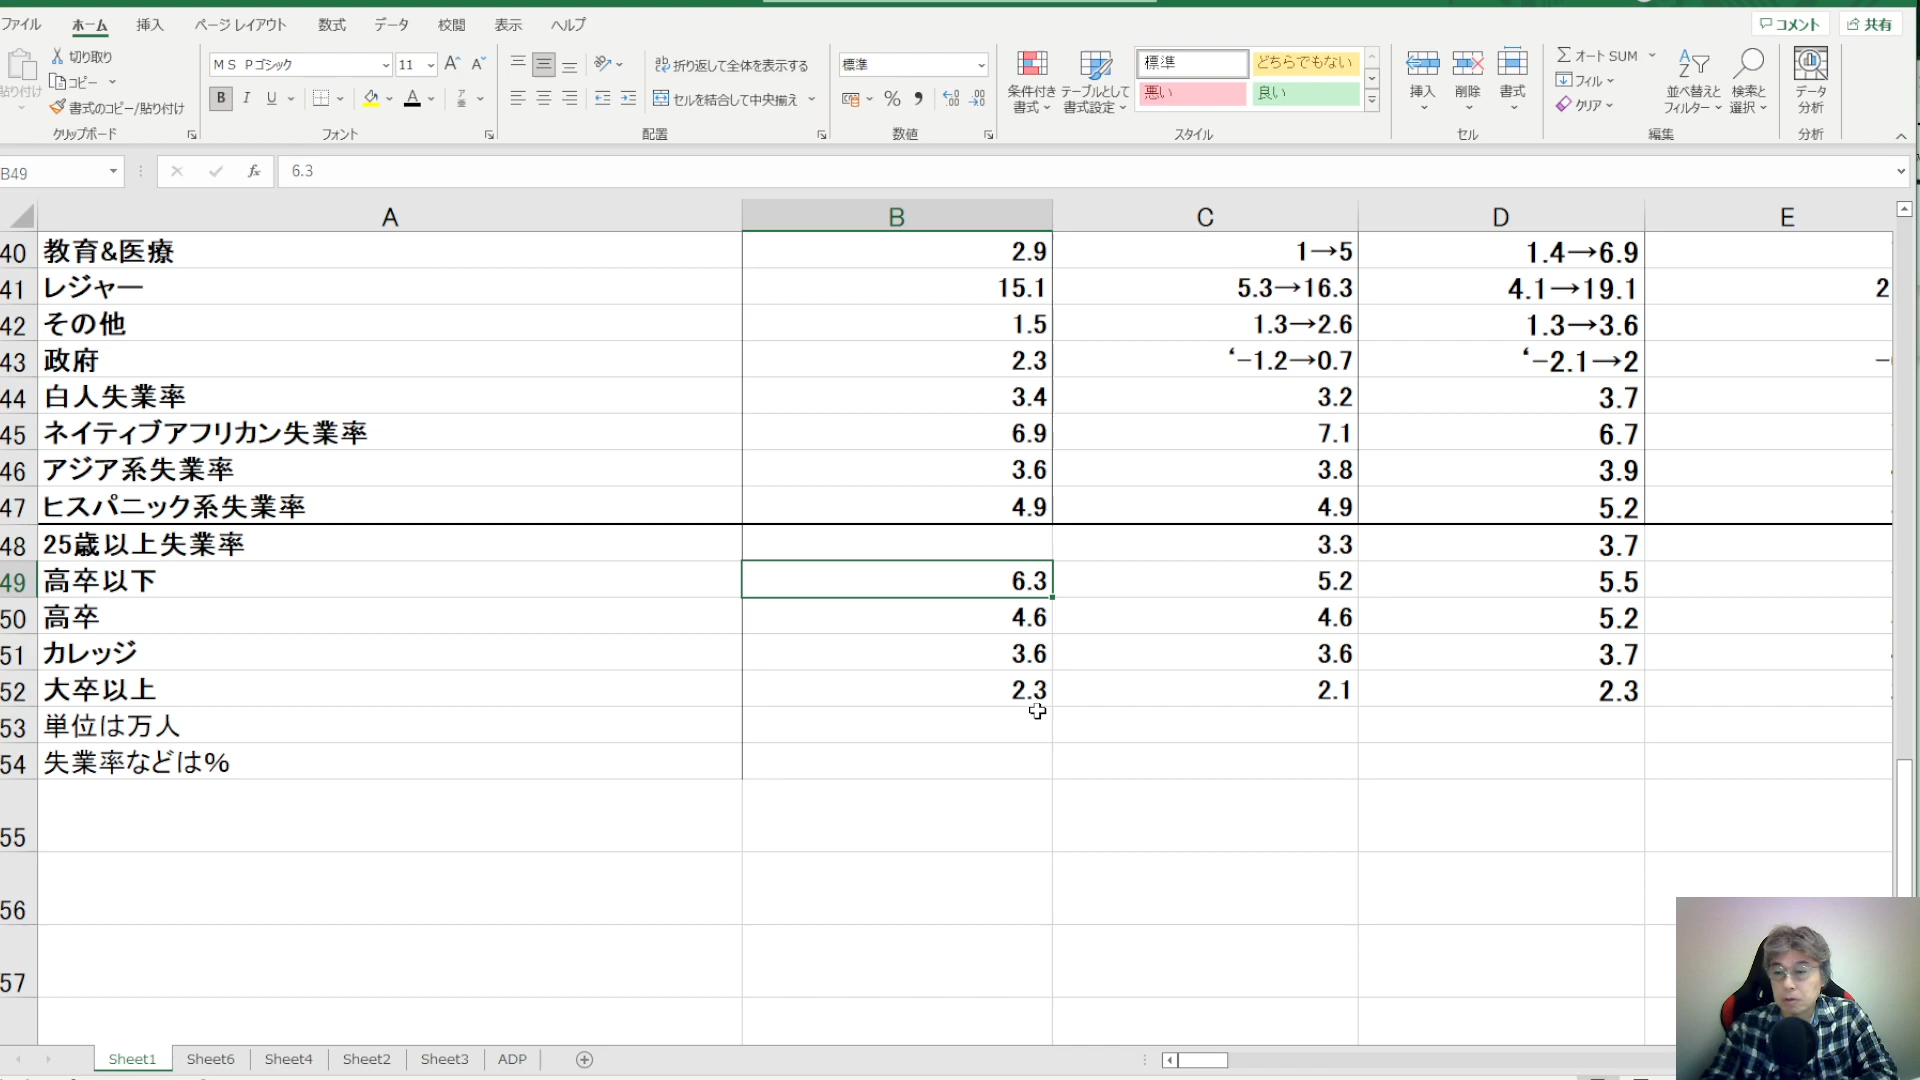 ファイル ホーム 挿入 ページ レイアウト 数式 データ 校閲 表示 ヘルプ コメント 共有
貼り付け 切り取り コピー 書式のコピー/貼り付け クリップボード
MS Pゴシック 11 B I U A フォント
折り返して全体を表示する セルを結合して中央揃え 配置
標準 % 数値
条件付き書式 テーブルとして書式設定 標準 どちらでもない 悪い 良い スタイル
挿入 削除 書式 セル
Σ オート SUM フィル クリア 並べ替えとフィルター 検索と選択 編集
データ分析 分析
B49 fx 6.3
A B C D E
40 教育&医療 2.9 1→5 1.4→6.9
41 レジャー 15.1 5.3→16.3 4.1→19.1 2
42 その他 1.5 1.3→2.6 1.3→3.6
43 政府 2.3 ‘−1.2→0.7 ‘−2.1→2 −
44 白人失業率 3.4 3.2 3.7
45 ネイティブアフリカン失業率 6.9 7.1 6.7
46 アジア系失業率 3.6 3.8 3.9
47 ヒスパニック系失業率 4.9 4.9 5.2
48 25歳以上失業率 3.3 3.7
49 高卒以下 6.3 5.2 5.5
50 高卒 4.6 4.6 5.2
51 カレッジ 3.6 3.6 3.7
52 大卒以上 2.3 2.1 2.3
53 単位は万人
54 失業率などは%
55
56
57
Sheet1 Sheet6 Sheet4 Sheet2 Sheet3 ADP